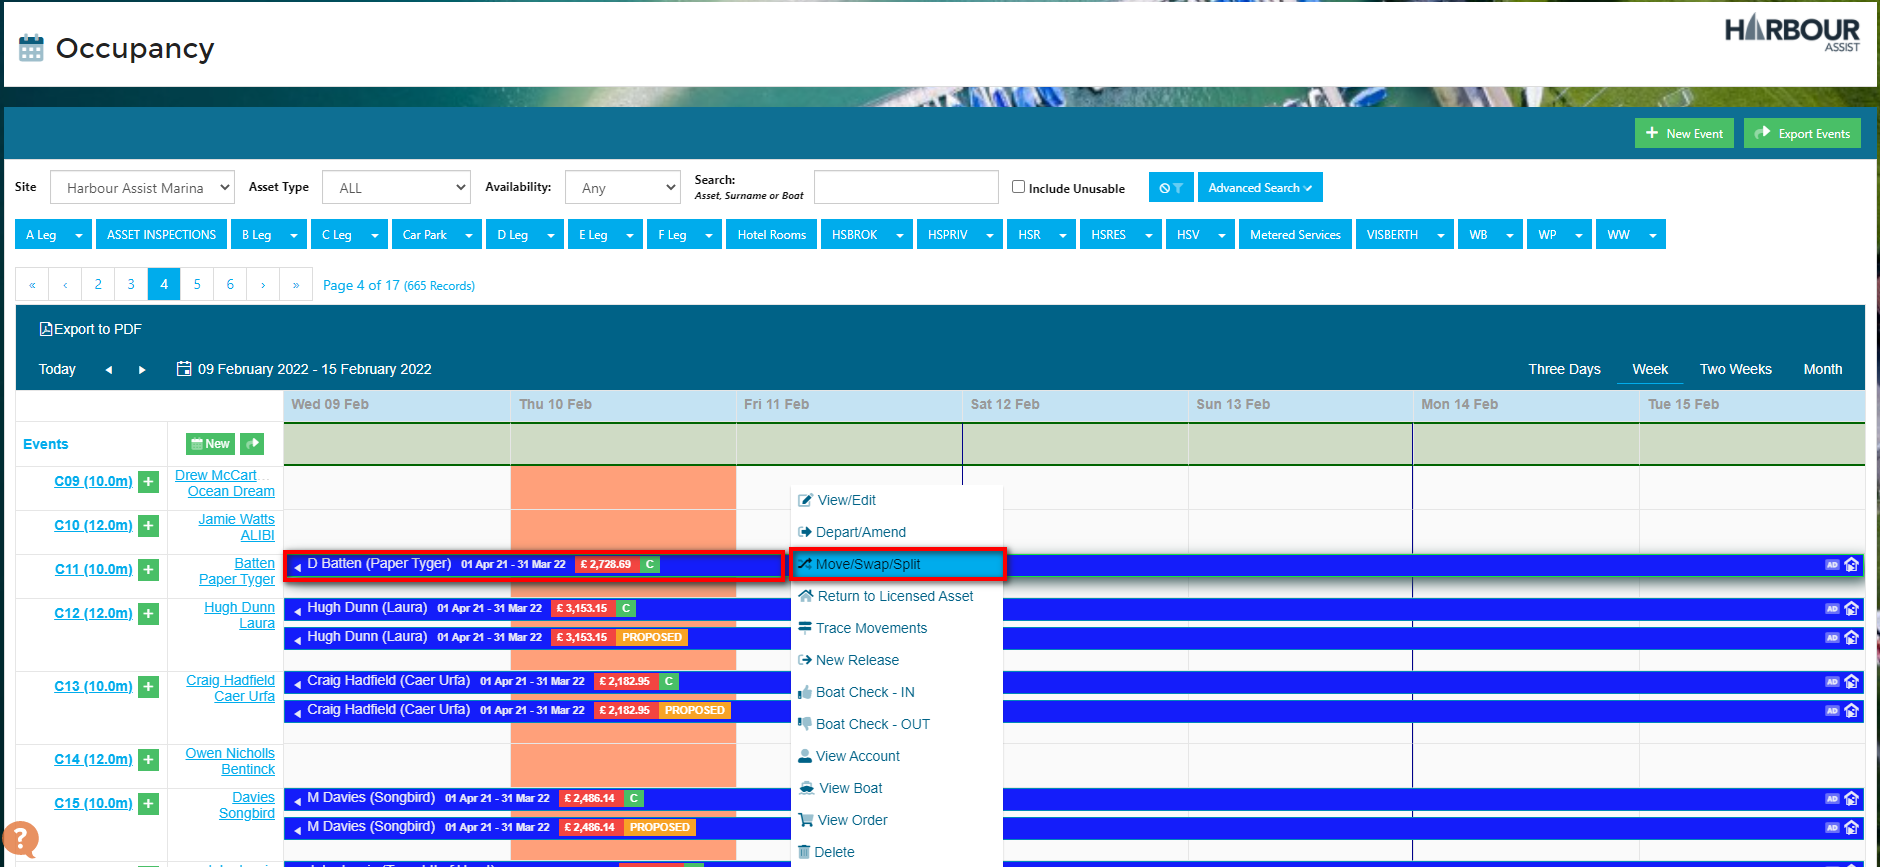 Occupancy
HARBOUR
ASSIST
New Event
Export Events
Site
Harbour Assist Marina
Asset Type
ALL
Availability:
Any
Search:
Asset, Surname or Boat
Include Unusable
Advanced Search
A Leg
ASSET INSPECTIONS
B Leg
C Leg
Car Park
D Leg
E Leg
F Leg
Hotel Rooms
HSBROK
HSPRIV
HSR
HSRES
HSV
Metered Services
VISBERTH
WB
WP
WW
« ‹ 2 3 4 5 6 › » Page 4 of 17 (665 Records)
Export to PDF
Today 09 February 2022 - 15 February 2022 Three Days Week Two Weeks Month
Wed 09 Feb Thu 10 Feb Fri 11 Feb Sat 12 Feb Sun 13 Feb Mon 14 Feb Tue 15 Feb
Events New
C09 (10.0m) + Drew McCart...
Ocean Dream
C10 (12.0m) + Jamie Watts
ALIBI
C11 (10.0m) + Batten
Paper Tyger
D Batten (Paper Tyger) 01 Apr 21 - 31 Mar 22 £ 2,728.69 C AD
C12 (12.0m) + Hugh Dunn
Laura
Hugh Dunn (Laura) 01 Apr 21 - 31 Mar 22 £ 3,153.15 C AD
Hugh Dunn (Laura) 01 Apr 21 - 31 Mar 22 £ 3,153.15 PROPOSED AD
C13 (10.0m) + Craig Hadfield
Caer Urfa
Craig Hadfield (Caer Urfa) 01 Apr 21 - 31 Mar 22 £ 2,182.95 C AD
Craig Hadfield (Caer Urfa) 01 Apr 21 - 31 Mar 22 £ 2,182.95 PROPOSED AD
C14 (12.0m) + Owen Nicholls
Bentinck
C15 (10.0m) + Davies
Songbird
M Davies (Songbird) 01 Apr 21 - 31 Mar 22 £ 2,486.14 C AD
M Davies (Songbird) 01 Apr 21 - 31 Mar 22 £ 2,486.14 PROPOSED AD
View/Edit
Depart/Amend
Move/Swap/Split
Return to Licensed Asset
Trace Movements
New Release
Boat Check - IN
Boat Check - OUT
View Account
View Boat
View Order
Delete
?